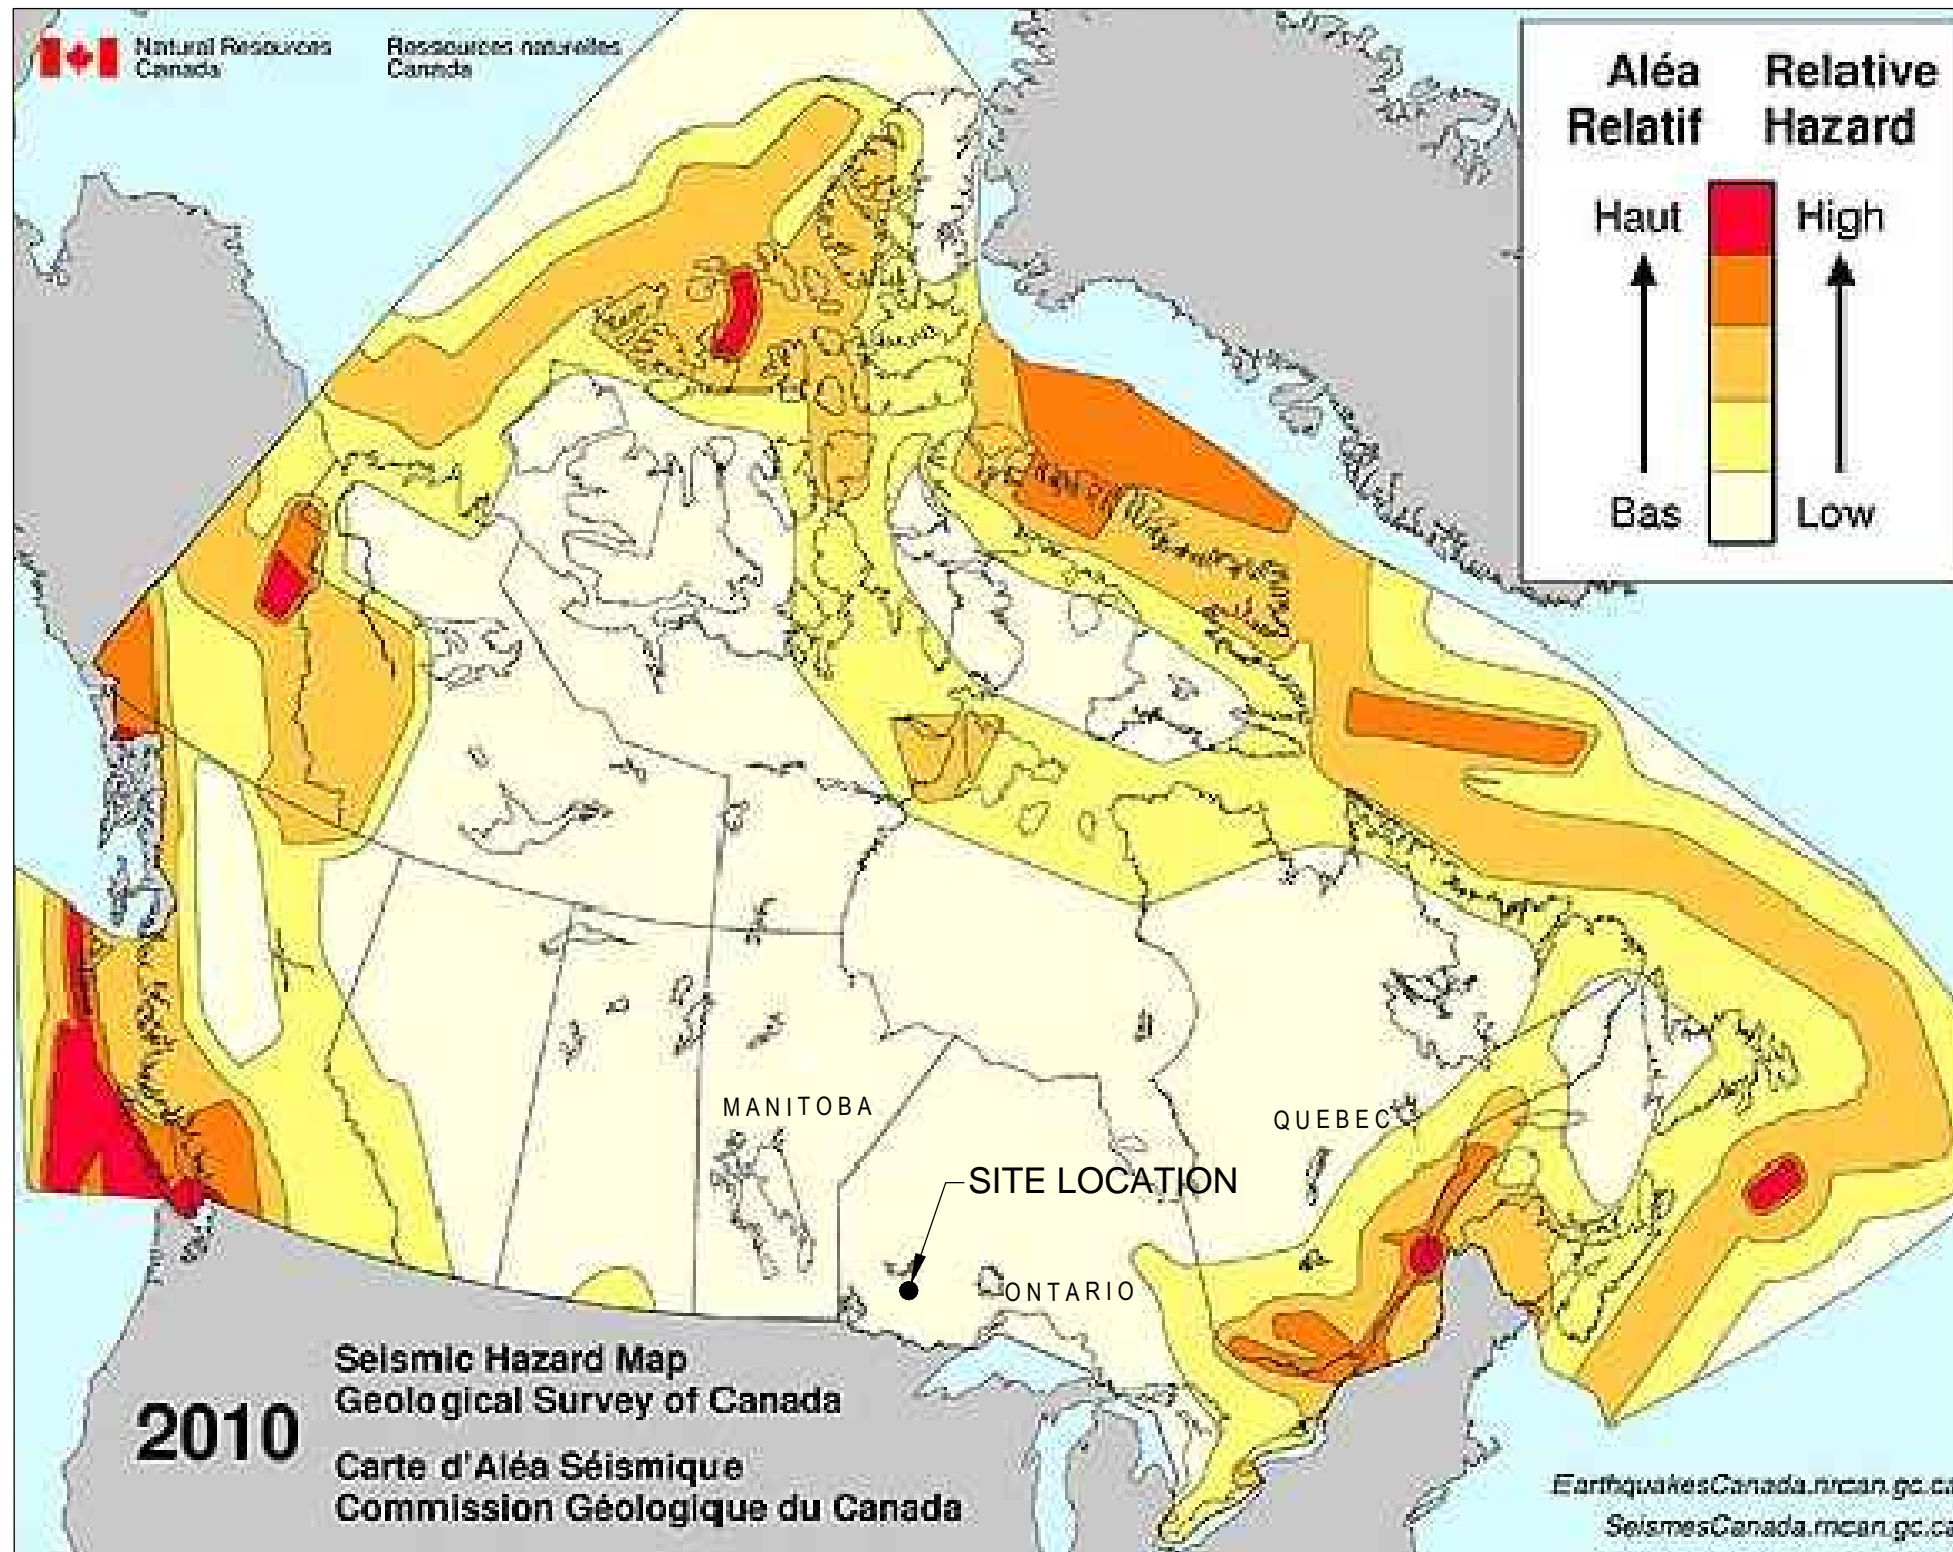 Natural Resources
Canada
Ressources naturelles
Canada
Aléa
Relatif
Relative
Hazard
Haut
High
Bas
Low
MANITOBA
QUEBEC
SITE LOCATION
ONTARIO
2010
Seismic Hazard Map
Geological Survey of Canada
Carte d'Aléa Séismique
Commission Géologique du Canada
EarthquakesCanada.nrcan.gc.ca
SeismesCanada.rncan.gc.ca